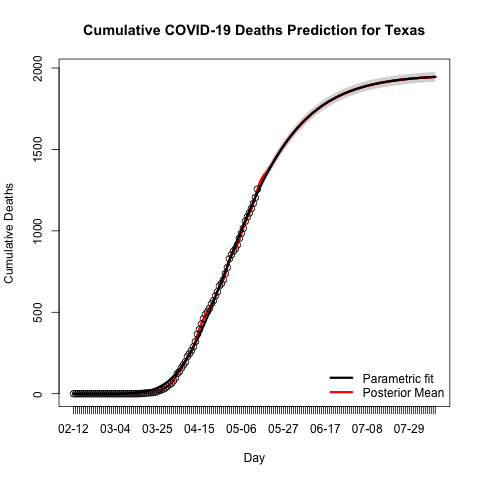 Cumulative COVID-19 Deaths Prediction for Texas
Cumulative Deaths
2000
1500
1000
500
0
Parametric fit
Posterior Mean
02-12 03-04 03-25 04-15 05-06 05-27 06-17 07-08 07-29
Day